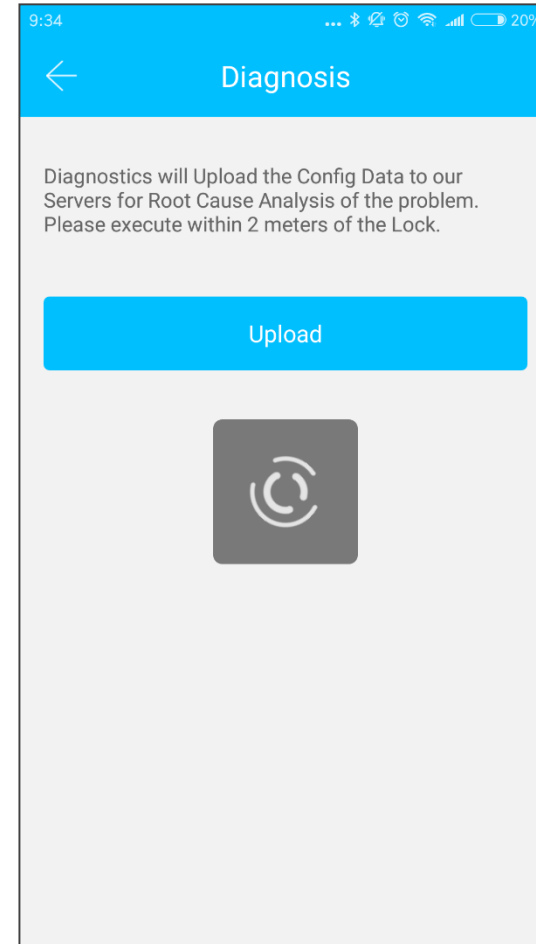 9:34
20%
Diagnosis
Diagnostics will Upload the Config Data to our
Servers for Root Cause Analysis of the problem.
Please execute within 2 meters of the Lock.
Upload